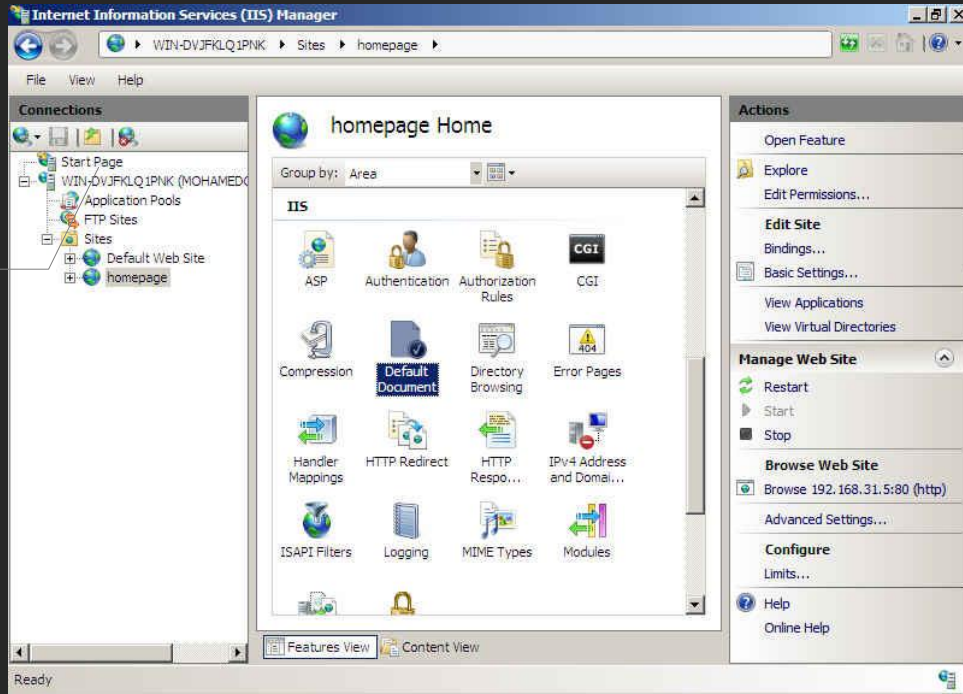 Internet Information Services (IIS) Manager
WIN-DVJFKLQ1PNK Sites homepage
File View Help
Connections
Start Page
WIN-DVJFKLQ1PNK (MOHAMED
Application Pools
FTP Sites
Sites
Default Web Site
homepage
homepage Home
Group by: Area
IIS
ASP
Authentication
Authorization
Rules
CGI
CGI
Compression
Default
Document
Directory
Browsing
404
Error Pages
Handler
Mappings
HTTP Redirect
HTTP
Respo...
IPv4 Address
and Domai...
ISAPI Filters
Logging
MIME Types
Modules
Features View
Content View
Actions
Open Feature
Explore
Edit Permissions...
Edit Site
Bindings...
Basic Settings...
View Applications
View Virtual Directories
Manage Web Site
Restart
Start
Stop
Browse Web Site
Browse 192.168.31.5:80 (http)
Advanced Settings...
Configure
Limits...
Help
Online Help
Ready